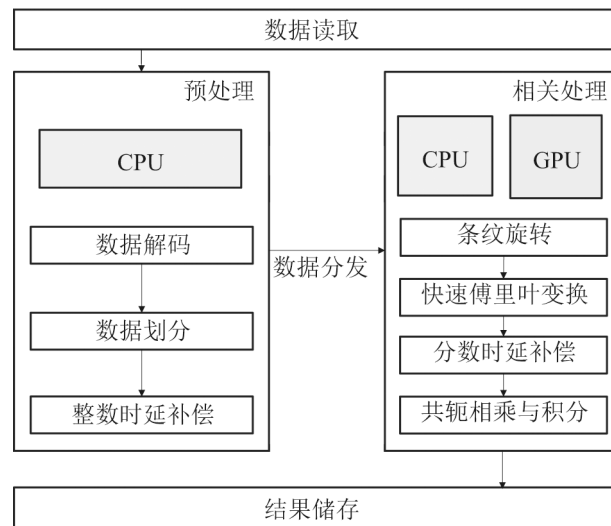 数据读取
预处理
CPU
数据解码
数据划分
整数时延补偿
数据分发
相关处理
CPU
GPU
条纹旋转
快速傅里叶变换
分数时延补偿
共轭相乘与积分
结果储存